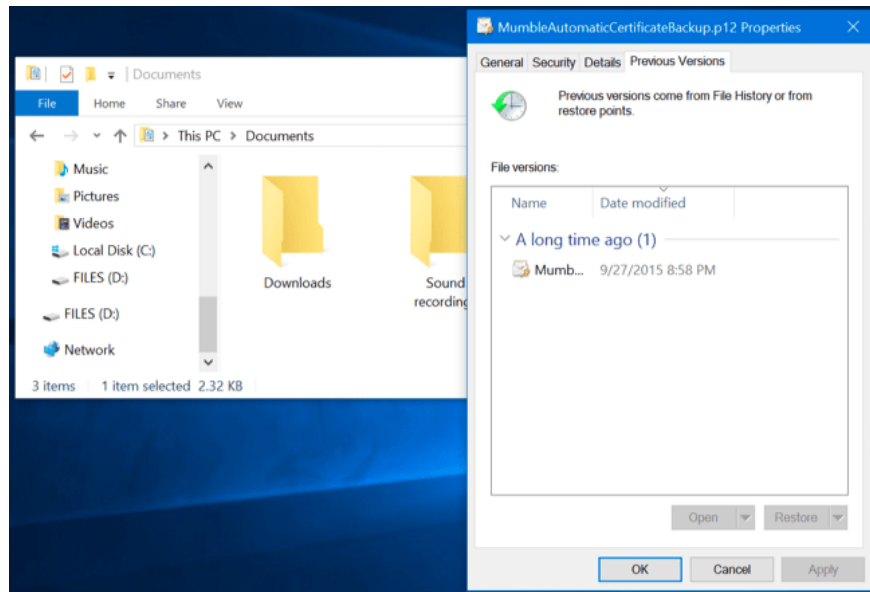 Documents
File Home Share View
This PC > Documents
Music
Pictures
Videos
Local Disk (C:)
FILES (D:)
FILES (D:)
Network
Downloads
Sound
recording
3 items 1 item selected 2.32 KB
MumbleAutomaticCertificateBackup.p12 Properties
General Security Details Previous Versions
Previous versions come from File History or from
restore points.
File versions:
Name Date modified
A long time ago (1)
Mumb... 9/27/2015 8:58 PM
Open Restore
OK Cancel Apply